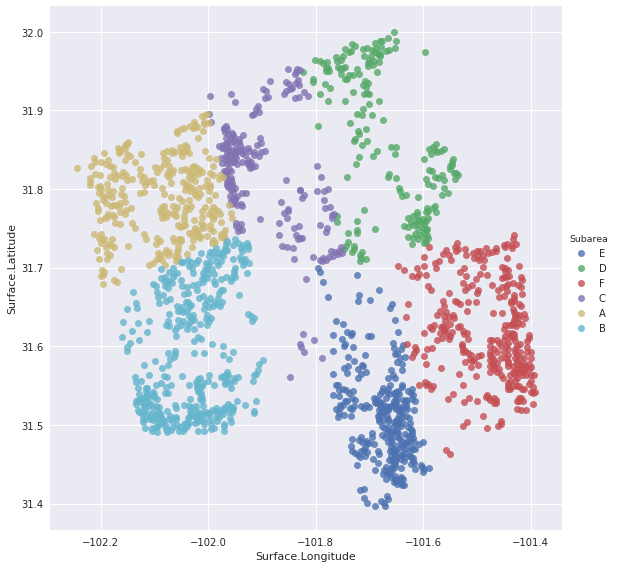 32.0
31.9
31.8
31.7
31.6
31.5
31.4
Surface.Latitude
−102.2 −102.0 −101.8 −101.6 −101.4
Surface.Longitude
Subarea
E
D
F
C
A
B